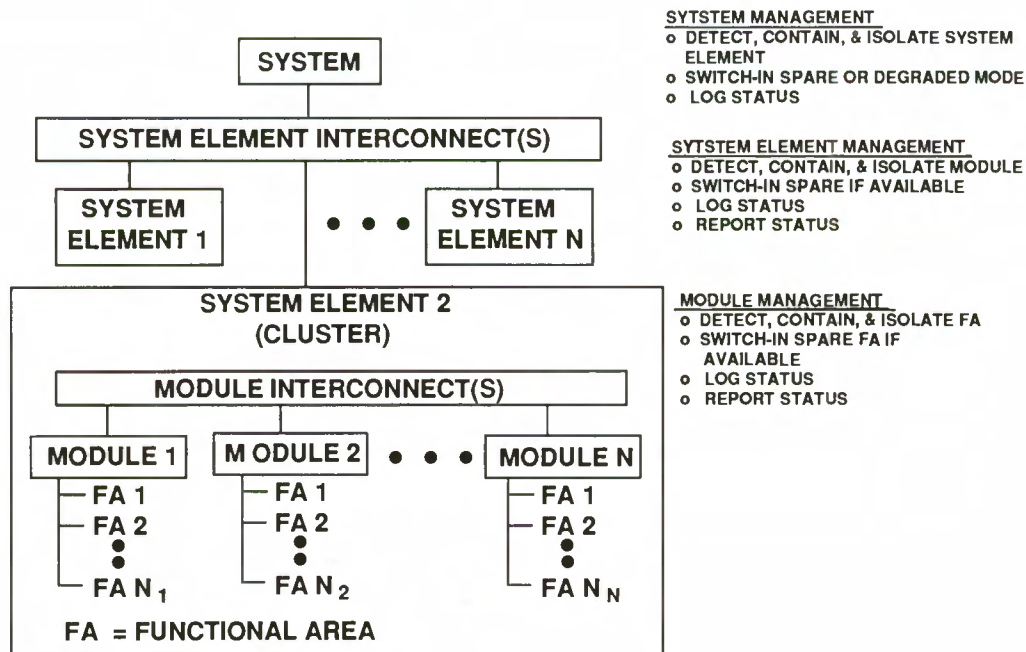 SYSTEM
SYSTEM ELEMENT INTERCONNECT(S)
SYSTEM
ELEMENT 1
● ● ●
SYSTEM
ELEMENT N
SYSTEM ELEMENT 2
(CLUSTER)
MODULE INTERCONNECT(S)
MODULE 1
M ODULE 2
● ● ●
MODULE N
FA 1
FA 2
FA N₁
FA 1
FA 2
FA N₂
FA 1
FA 2
FA N_N
FA = FUNCTIONAL AREA
SYTSTEM MANAGEMENT
o DETECT, CONTAIN, & ISOLATE SYSTEM
ELEMENT
o SWITCH-IN SPARE OR DEGRADED MODE
o LOG STATUS
SYTSTEM ELEMENT MANAGEMENT
o DETECT, CONTAIN, & ISOLATE MODULE
o SWITCH-IN SPARE IF AVAILABLE
o LOG STATUS
o REPORT STATUS
MODULE MANAGEMENT
o DETECT, CONTAIN, & ISOLATE FA
o SWITCH-IN SPARE FA IF
AVAILABLE
o LOG STATUS
o REPORT STATUS